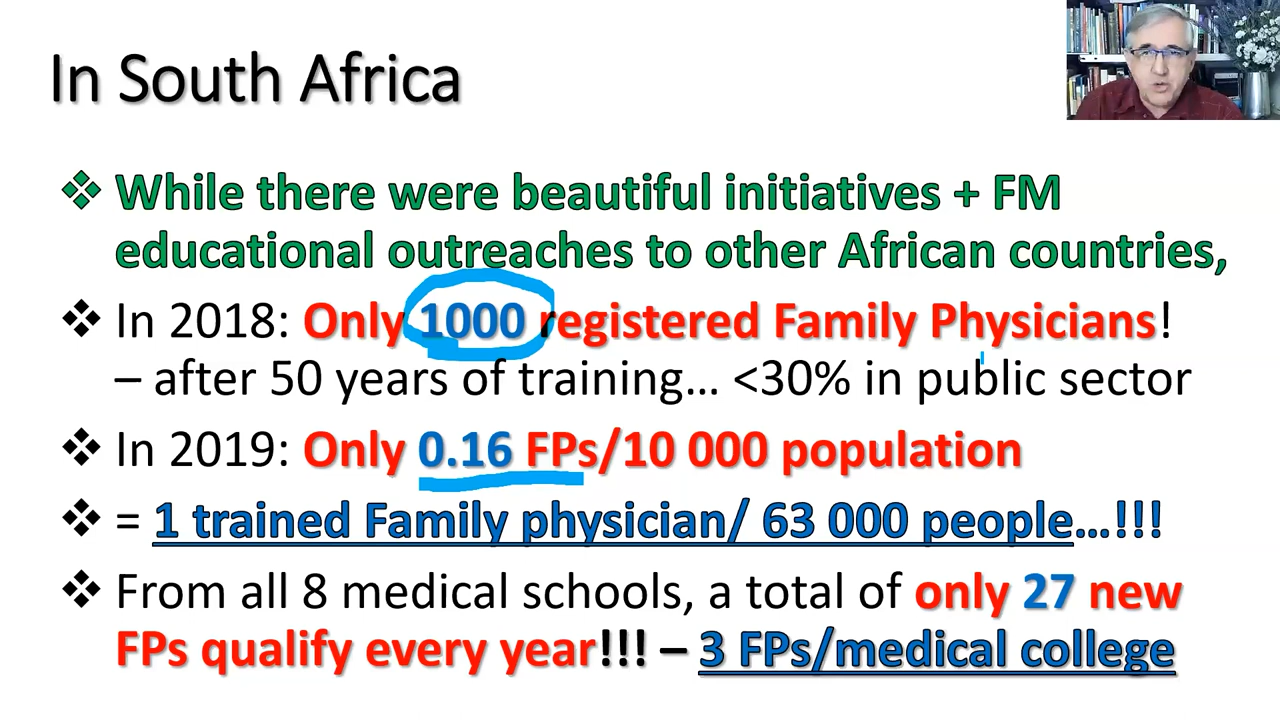 In South Africa
❖ While there were beautiful initiatives + FM
educational outreaches to other African countries,
❖ In 2018: Only 1000 registered Family Physicians!
– after 50 years of training… <30% in public sector
❖ In 2019: Only 0.16 FPs/10 000 population
❖ = 1 trained Family physician/ 63 000 people…!!!
❖ From all 8 medical schools, a total of only 27 new
FPs qualify every year!!! – 3 FPs/medical college